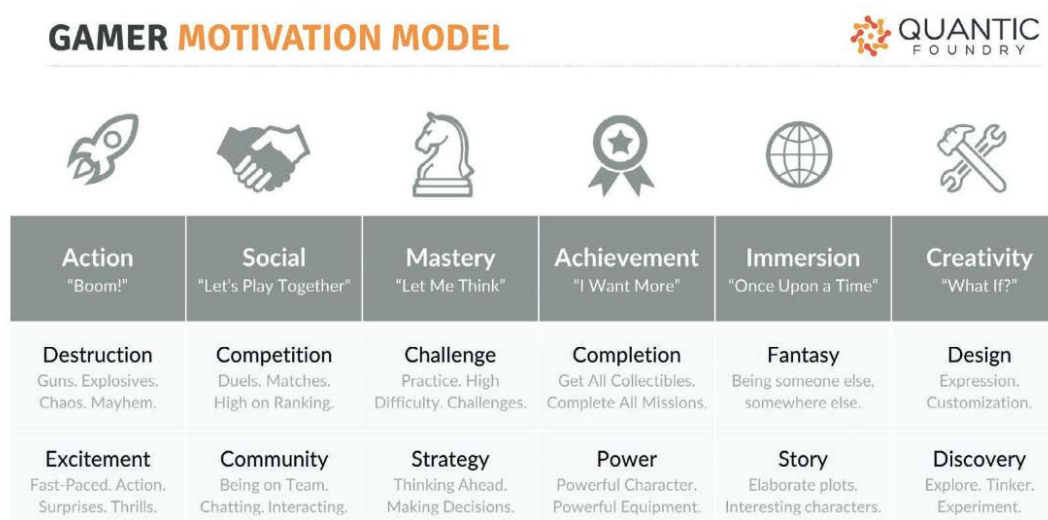 GAMER MOTIVATION MODEL
QUANTIC
FOUNDRY
Action
"Boom!"
Social
"Let's Play Together"
Mastery
"Let Me Think"
Achievement
"I Want More"
Immersion
"Once Upon a Time"
Creativity
"What If?"
Destruction
Guns. Explosives.
Chaos. Mayhem.
Competition
Duels. Matches.
High on Ranking.
Challenge
Practice. High
Difficulty. Challenges.
Completion
Get All Collectibles.
Complete All Missions.
Fantasy
Being someone else,
somewhere else.
Design
Expression.
Customization.
Excitement
Fast-Paced. Action.
Surprises. Thrills.
Community
Being on Team.
Chatting. Interacting.
Strategy
Thinking Ahead.
Making Decisions.
Power
Powerful Character.
Powerful Equipment.
Story
Elaborate plots.
Interesting characters.
Discovery
Explore. Tinker.
Experiment.